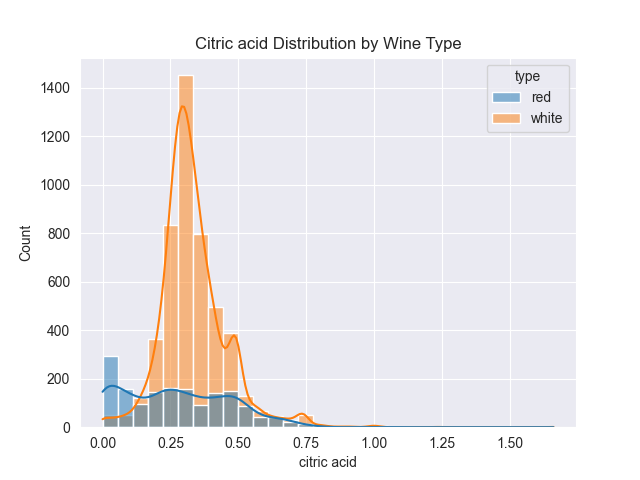 Citric acid Distribution by Wine Type
type
red
white
1400
1200
1000
800
600
400
200
0
Count
0.00 0.25 0.50 0.75 1.00 1.25 1.50
citric acid